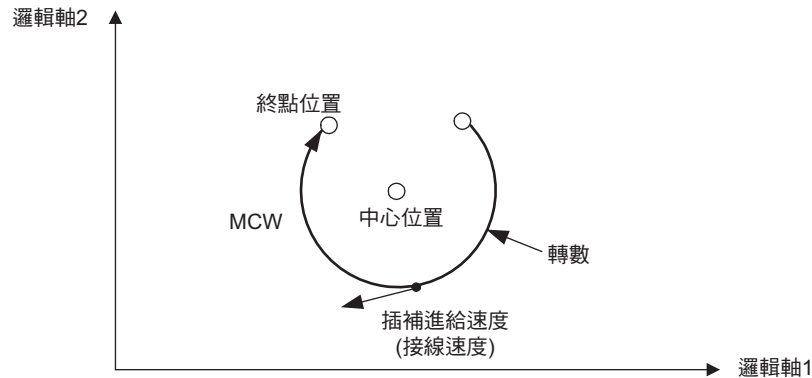 邏輯軸2
終點位置
MCW
中心位置
轉數
插補進給速度
(接線速度)
邏輯軸1